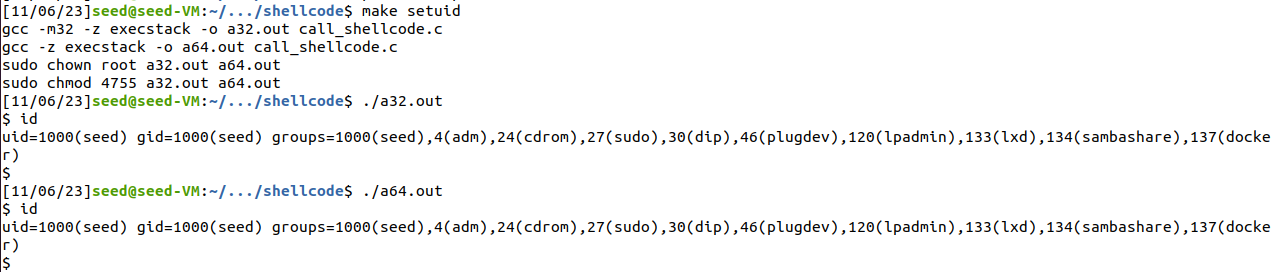 [11/06/23]seed@seed-VM:~/.../shellcode$ make setuid
gcc -m32 -z execstack -o a32.out call_shellcode.c
gcc -z execstack -o a64.out call_shellcode.c
sudo chown root a32.out a64.out
sudo chmod 4755 a32.out a64.out
[11/06/23]seed@seed-VM:~/.../shellcode$ ./a32.out
$ id
uid=1000(seed) gid=1000(seed) groups=1000(seed),4(adm),24(cdrom),27(sudo),30(dip),46(plugdev),120(lpadmin),133(lxd),134(sambashare),137(docke
r)
$
[11/06/23]seed@seed-VM:~/.../shellcode$ ./a64.out
$ id
uid=1000(seed) gid=1000(seed) groups=1000(seed),4(adm),24(cdrom),27(sudo),30(dip),46(plugdev),120(lpadmin),133(lxd),134(sambashare),137(docke
r)
$